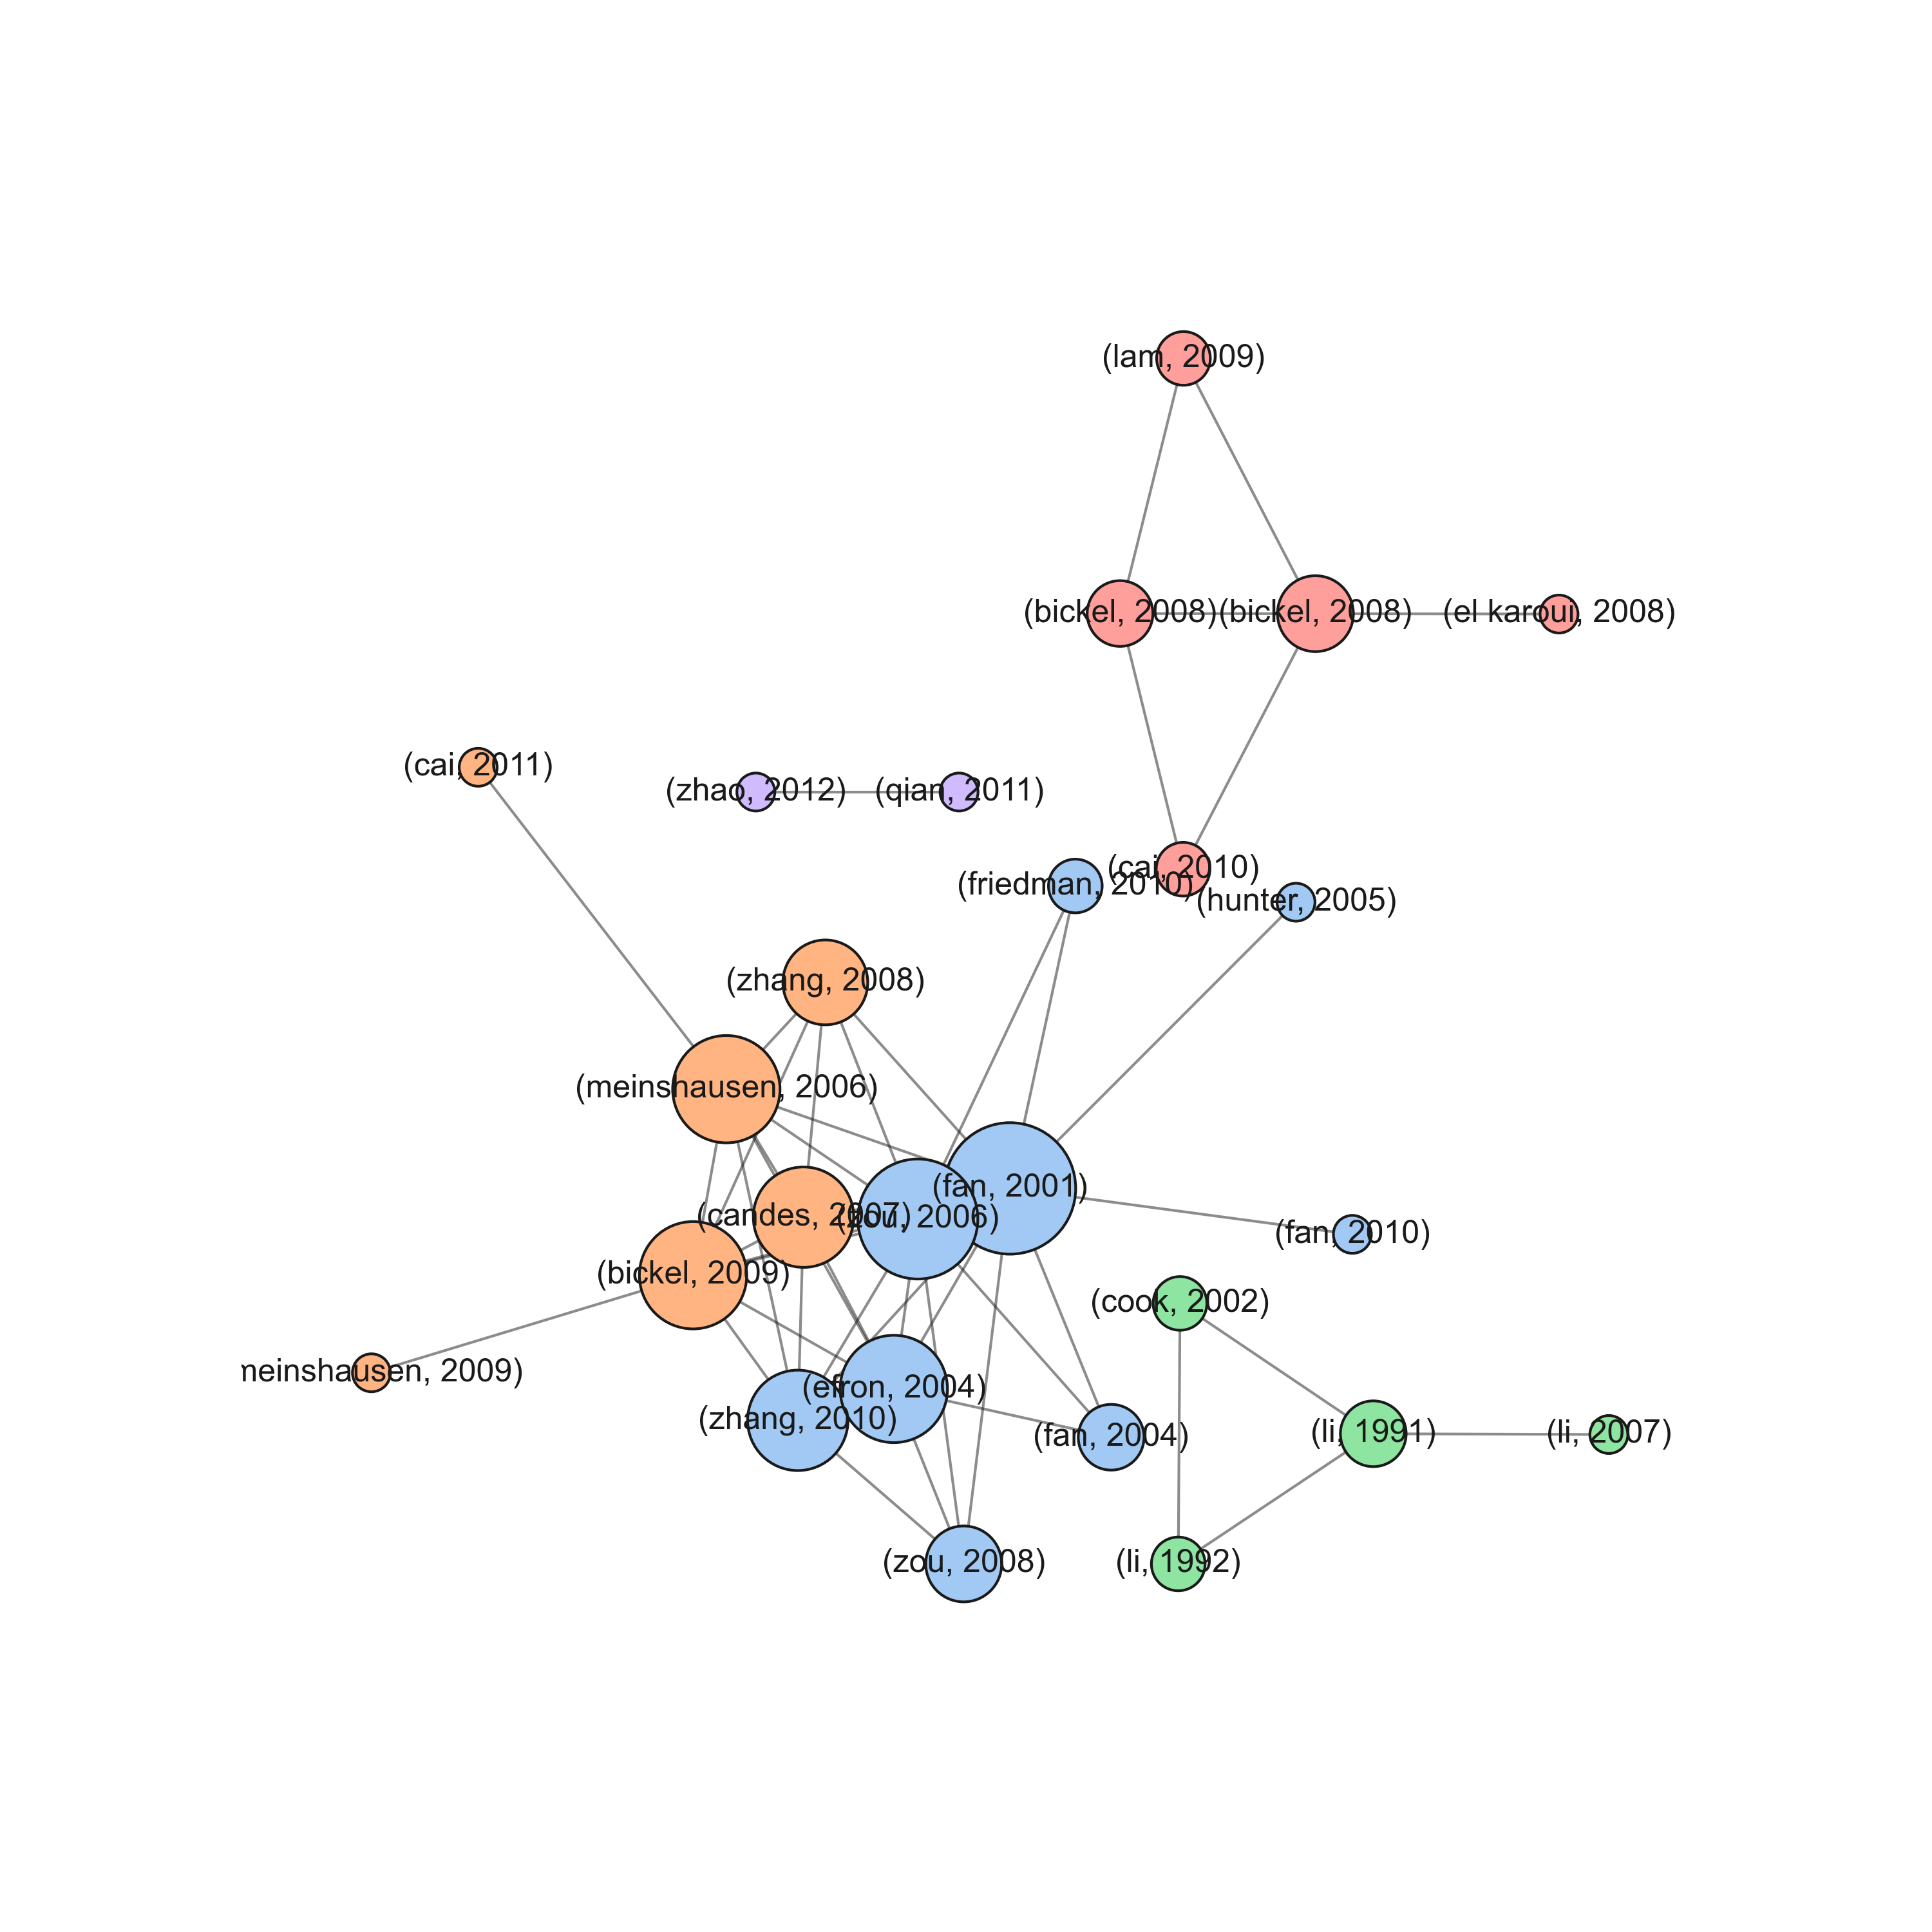 (lam, 2009)
(bickel, 2008)
(bickel, 2008)
(el karoui, 2008)
(cai, 2011)
(zhao, 2012)
(qian, 2011)
(cai, 2010)
(friedman, 2010)
(hunter, 2005)
(zhang, 2008)
(meinshausen, 2006)
(fan, 2001)
(candes, 2007)
(zou, 2006)
(fan, 2010)
(bickel, 2009)
(cook, 2002)
meinshausen, 2009)
(efron, 2004)
(zhang, 2010)
(fan, 2004)
(li, 1991)
(li, 2007)
(zou, 2008)
(li, 1992)